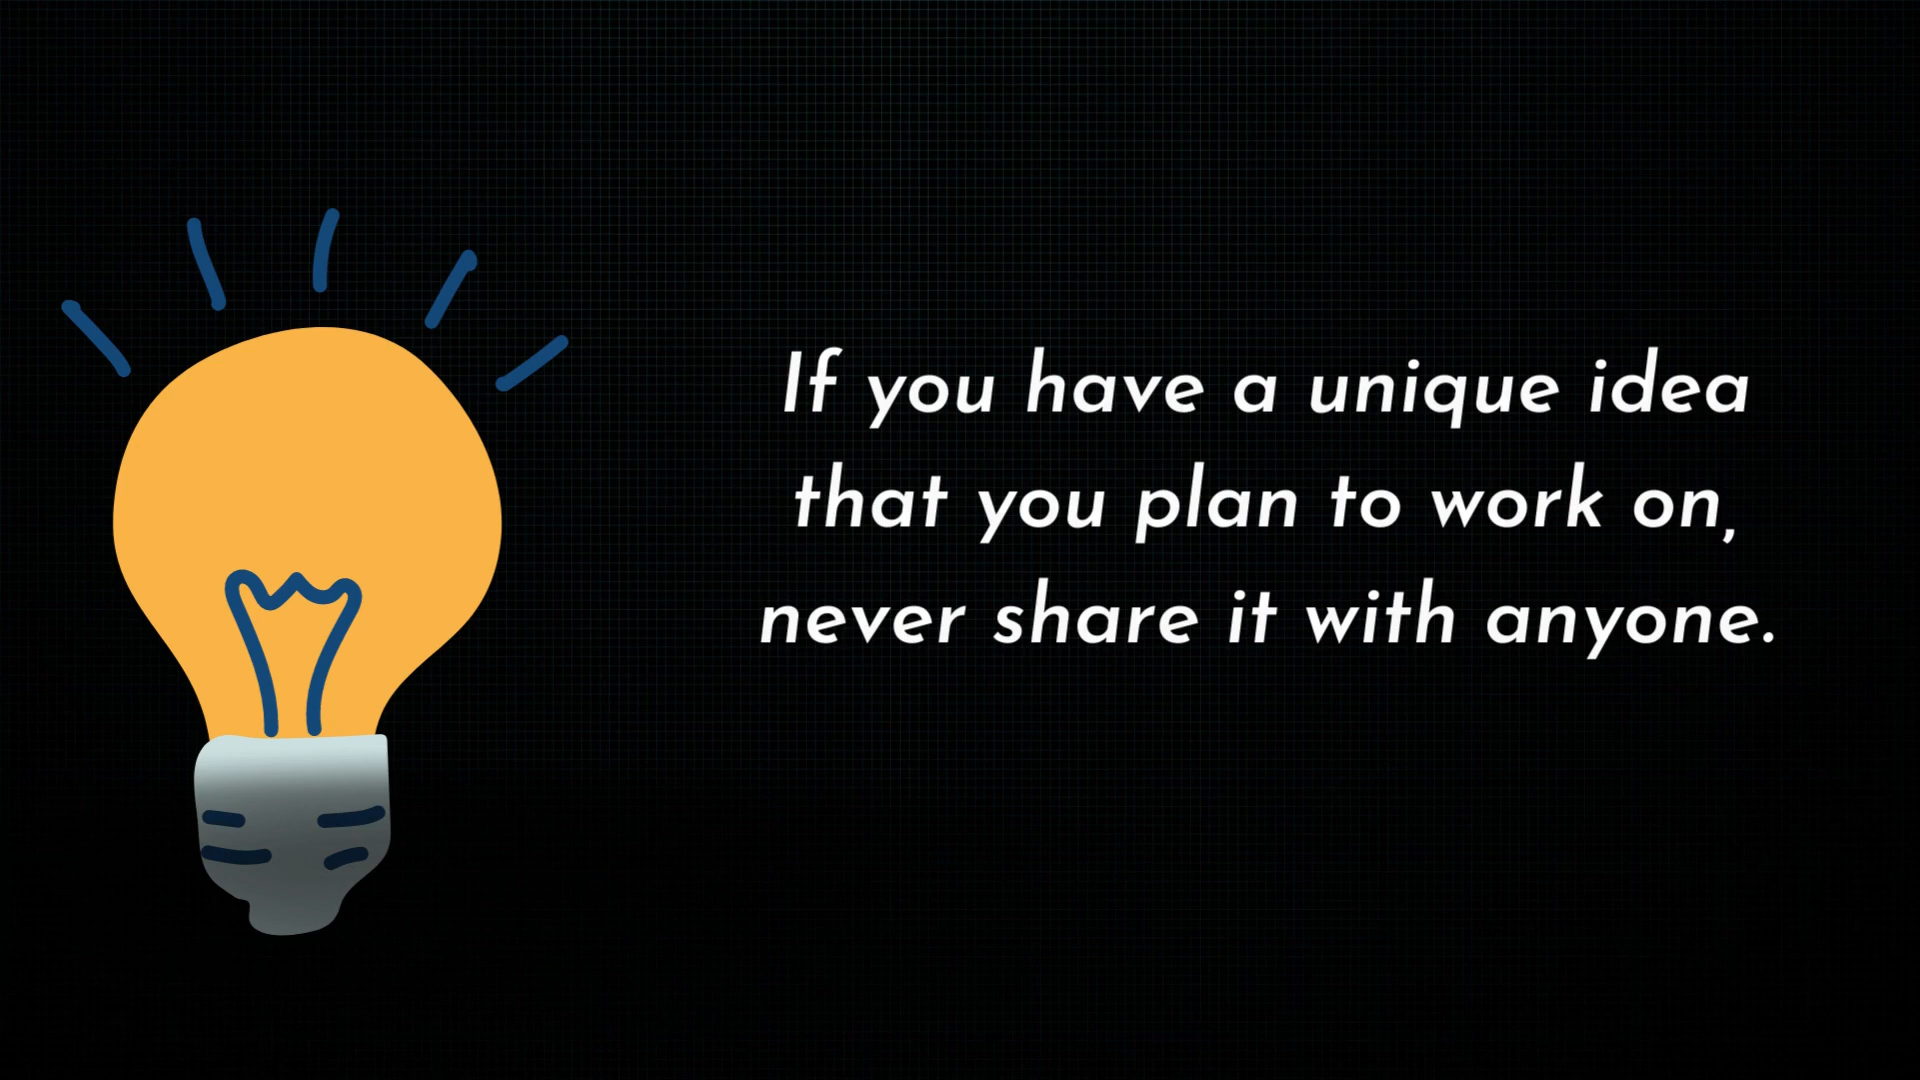 If you have a unique idea
that you plan to work on,
never share it with anyone.